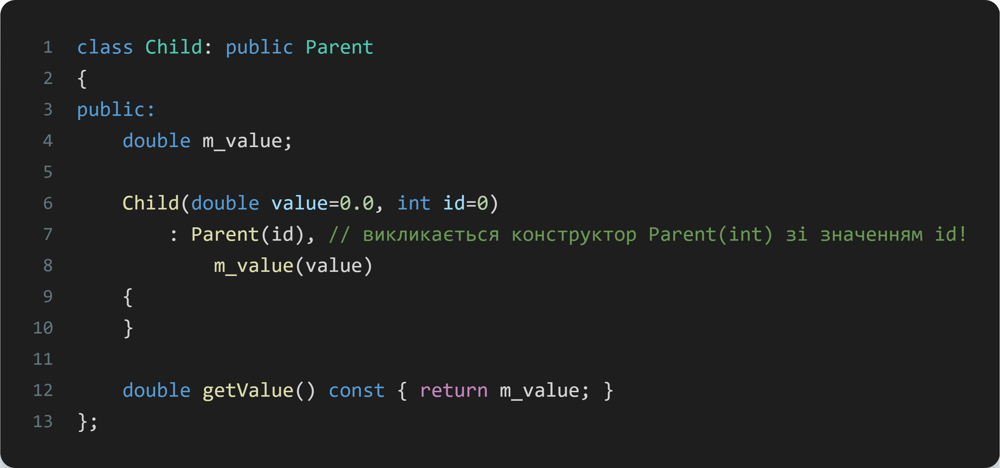 1 class Child: public Parent
2 {
3 public:
4     double m_value;
5
6     Child(double value=0.0, int id=0)
7         : Parent(id), // викликається конструктор Parent(int) зі значенням id!
8             m_value(value)
9     {
10     }
11
12     double getValue() const { return m_value; }
13 };